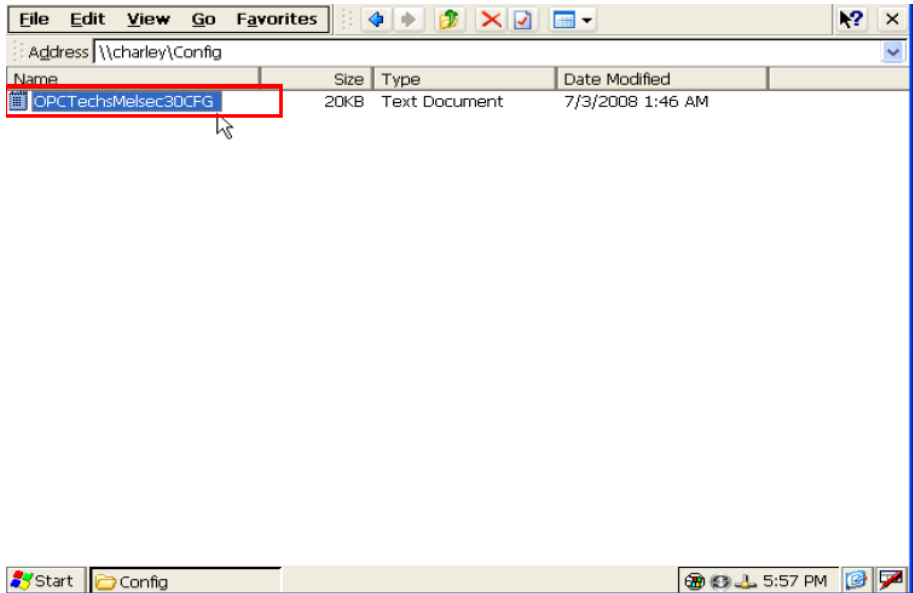 File Edit View Go Favorites
Address \\charley\Config
Name Size Type Date Modified
OPCTechsMelsec30CFG 20KB Text Document 7/3/2008 1:46 AM
Start Config 5:57 PM